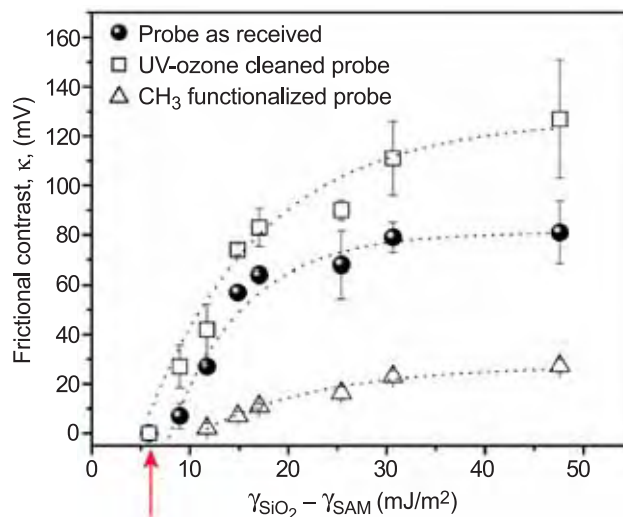 160
140
120
100
80
60
40
20
0
Frictional contrast, κ, (mV)
Probe as received
UV-ozone cleaned probe
CH₃ functionalized probe
0 10 20 30 40 50
γSiO₂ – γSAM (mJ/m²)